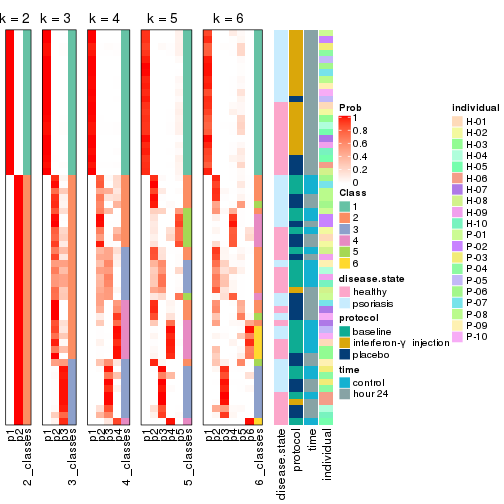 k = 2
k = 3
k = 4
k = 5
k = 6
Prob
1
0.8
0.6
0.4
0.2
0
Class
1
2
3
4
5
6
disease.state
healthy
psoriasis
protocol
baseline
interferon-γ injection
placebo
time
control
hour 24
individual
H-01
H-02
H-03
H-04
H-05
H-06
H-07
H-08
H-09
H-10
P-01
P-02
P-03
P-04
P-05
P-06
P-07
P-08
P-09
P-10
p1
p2
2_classes
p1
p2
p3
3_classes
p1
p2
p3
p4
4_classes
p1
p2
p3
p4
p5
5_classes
p1
p2
p3
p4
p5
p6
6_classes
disease.state
protocol
time
individual